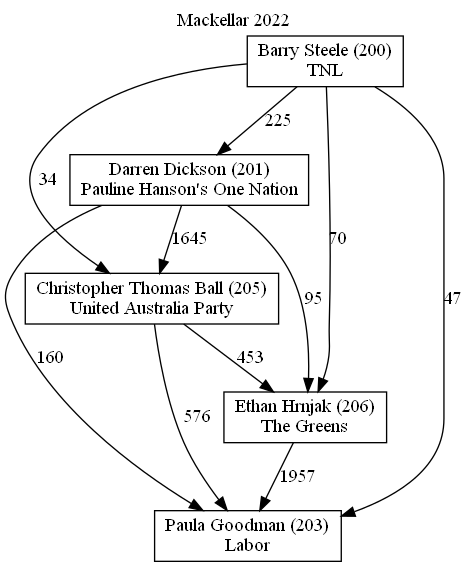 Mackellar 2022
Barry Steele (200)
TNL
225
Darren Dickson (201)
Pauline Hanson's One Nation
34
1645
70
Christopher Thomas Ball (205)
United Australia Party
95
47
160
453
Ethan Hrnjak (206)
The Greens
576
1957
Paula Goodman (203)
Labor